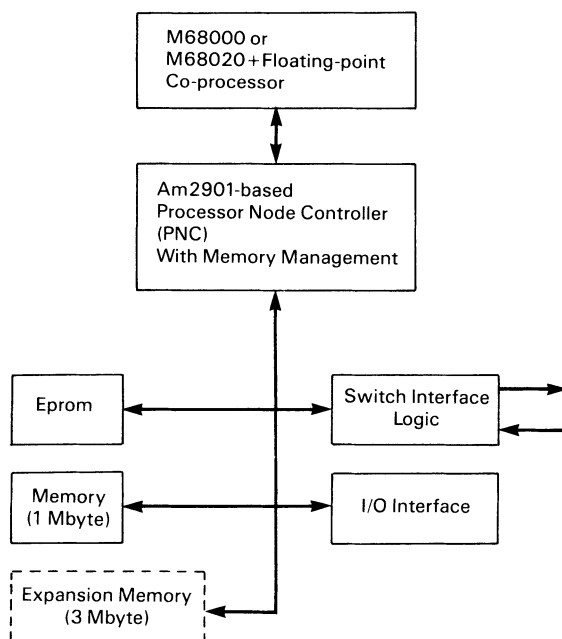 M68000 or
M68020 + Floating-point
Co-processor
Am2901-based
Processor Node Controller
(PNC)
With Memory Management
Eprom
Switch Interface
Logic
Memory
(1 Mbyte)
I/O Interface
Expansion Memory
(3 Mbyte)